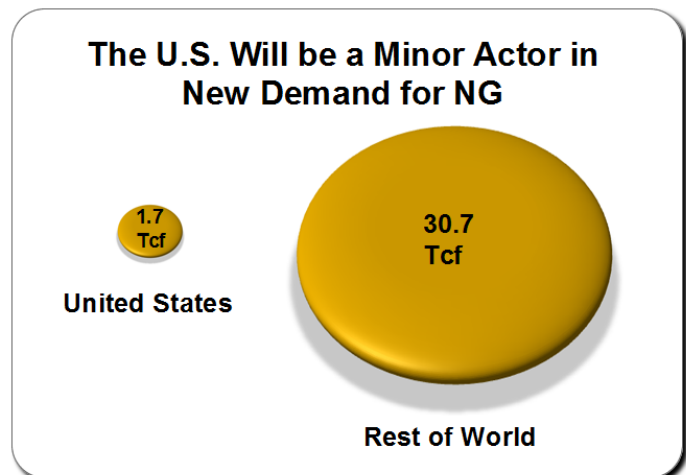 The U.S. Will be a Minor Actor in
New Demand for NG
1.7
Tcf
30.7
Tcf
United States
Rest of World